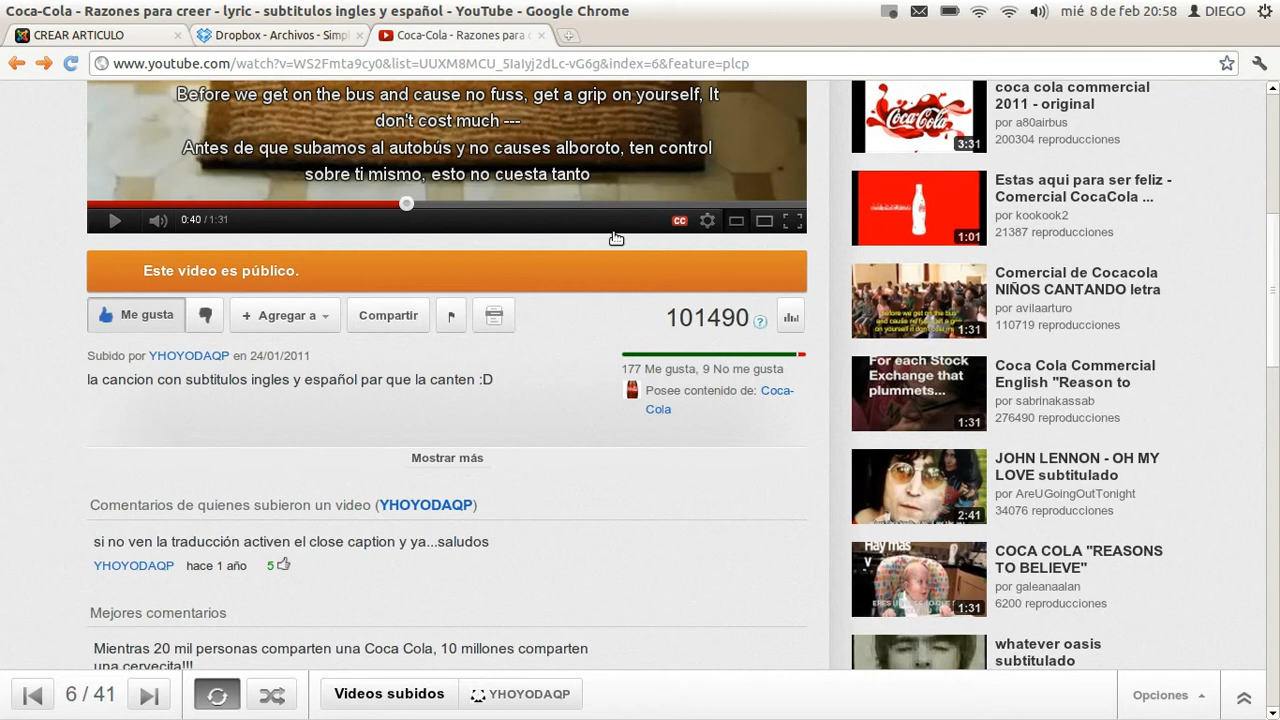 Coca-Cola - Razones para creer - lyric - subtitulos ingles y español - YouTube - Google Chrome
mié 8 de feb 20:58
DIEGO
CREAR ARTICULO
Dropbox - Archivos - Simpl
Coca-Cola - Razones para c
www.youtube.com/watch?v=WS2Fmta9cy0&list=UUXM8MCU_5IaIyj2dLc-vG6g&index=6&feature=plcp
Before we get on the bus and cause no fuss, get a grip on yourself, It
don't cost much ---
Antes de que subamos al autobús y no causes alboroto, ten control
sobre ti mismo, esto no cuesta tanto
0:40 / 1:31
CC
Este video es público.
Me gusta
+ Agregar a
Compartir
101490
?
Subido por YHOYODAQP en 24/01/2011
la cancion con subtitulos ingles y español par que la canten :D
177 Me gusta, 9 No me gusta
Posee contenido de: Coca-
Cola
Mostrar más
Comentarios de quienes subieron un video (YHOYODAQP)
si no ven la traducción activen el close caption y ya...saludos
YHOYODAQP hace 1 año 5
Mejores comentarios
Mientras 20 mil personas comparten una Coca Cola, 10 millones comparten
una cervecita!!!
coca cola commercial
2011 - original
por a80airbus
200304 reproducciones
Coca-Cola
3:31
Estas aqui para ser feliz -
Comercial CocaCola ...
por kookook2
21387 reproducciones
1:01
Comercial de Cocacola
NIÑOS CANTANDO letra
por avilaarturo
110719 reproducciones
1:31
Coca Cola Commercial
English "Reason to
por sabrinakassab
276490 reproducciones
For each Stock
Exchange that
plummets...
1:31
JOHN LENNON - OH MY
LOVE subtitulado
por AreUGoingOutTonight
34076 reproducciones
2:41
COCA COLA "REASONS
TO BELIEVE"
por galeanaalan
6200 reproducciones
Hay mas
1:31
whatever oasis
subtitulado
6 / 41
Videos subidos
YHOYODAQP
Opciones